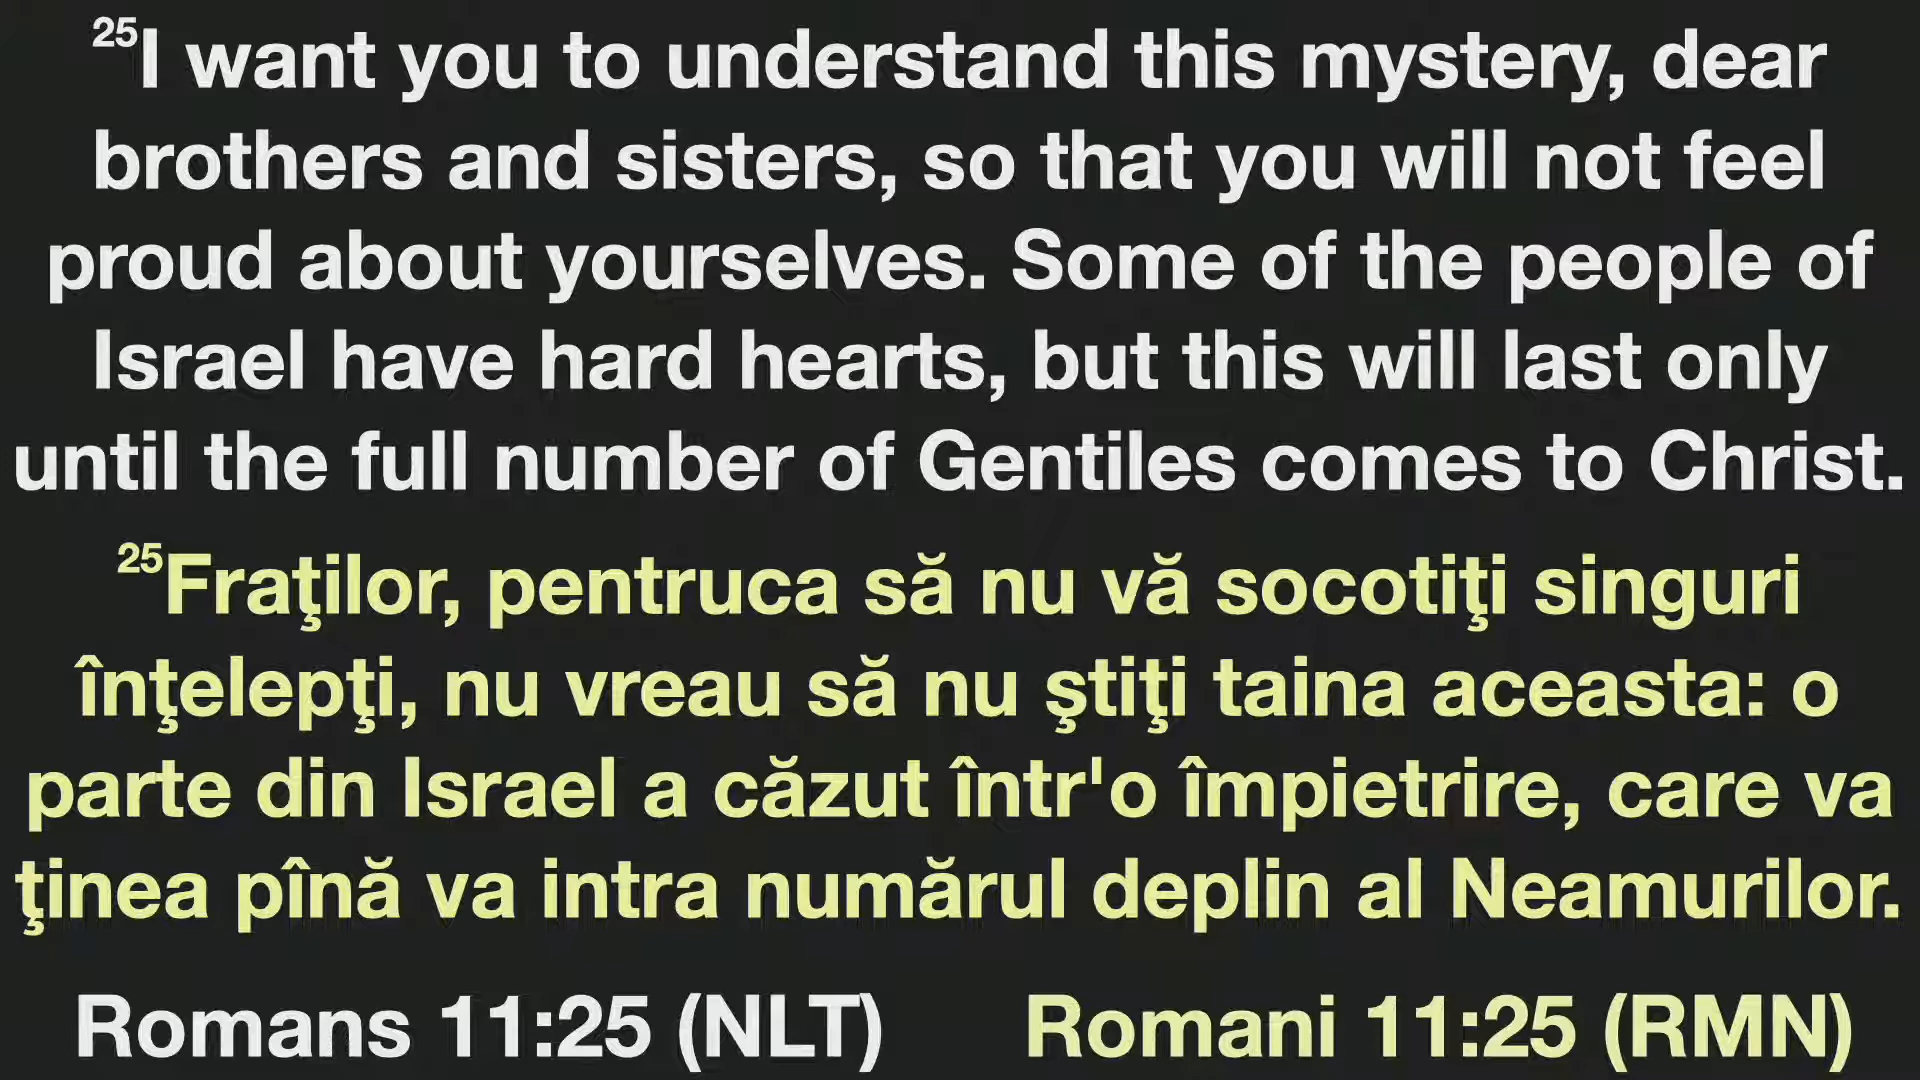 25I want you to understand this mystery, dear
brothers and sisters, so that you will not feel
proud about yourselves. Some of the people of
Israel have hard hearts, but this will last only
until the full number of Gentiles comes to Christ.
25Fraţilor, pentruca să nu vă socotiţi singuri
înţelepţi, nu vreau să nu ştiţi taina aceasta: o
parte din Israel a căzut într'o împietrire, care va
ţinea pînă va intra numărul deplin al Neamurilor.
Romans 11:25 (NLT) Romani 11:25 (RMN)